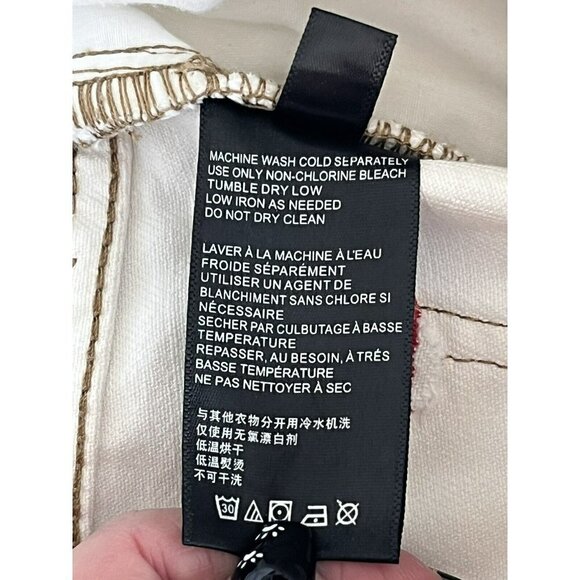 MACHINE WASH COLD SEPARATELY
USE ONLY NON-CHLORINE BLEACH
TUMBLE DRY LOW
LOW IRON AS NEEDED
DO NOT DRY CLEAN
LAVER À LA MACHINE À L'EAU
FROIDE SÉPARÉMENT
UTILISER UN AGENT DE
BLANCHIMENT SANS CHLORE SI
NÉCESSAIRE
SECHER PAR CULBUTAGE À BASSE
TEMPERATURE
REPASSER, AU BESOIN, À TRÉS
BASSE TEMPÉRATURE
NE PAS NETTOYER À SEC
与其他衣物分开用冷水机洗
仅使用无氯漂白剂
低温烘干
低温熨烫
不可干洗
30